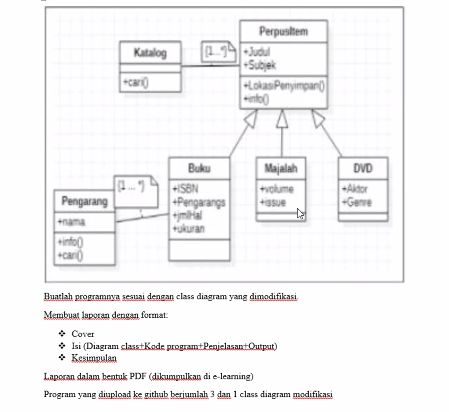 PerpusItem
Katalog
{1...*}
+Judul
+Subjek
+cari()
+LokasiPenyimpan()
+info()
Buku
Majalah
DVD
{1 ... *}
+ISBN
+volume
+Aktor
Pengarang
+Pengarangs
+issue
+Genre
+nama
+jmlHal
+ukuran
+info()
+cari()
Buatlah programnya sesuai dengan class diagram yang dimodifikasi.
Membuat laporan dengan format:
❖ Cover
❖ Isi (Diagram class+Kode program+Penjelasan+Output)
❖ Kesimpulan
Laporan dalam bentuk PDF (dikumpulkan di e-learning)
Program yang diupload ke github berjumlah 3 dan 1 class diagram modifikasi